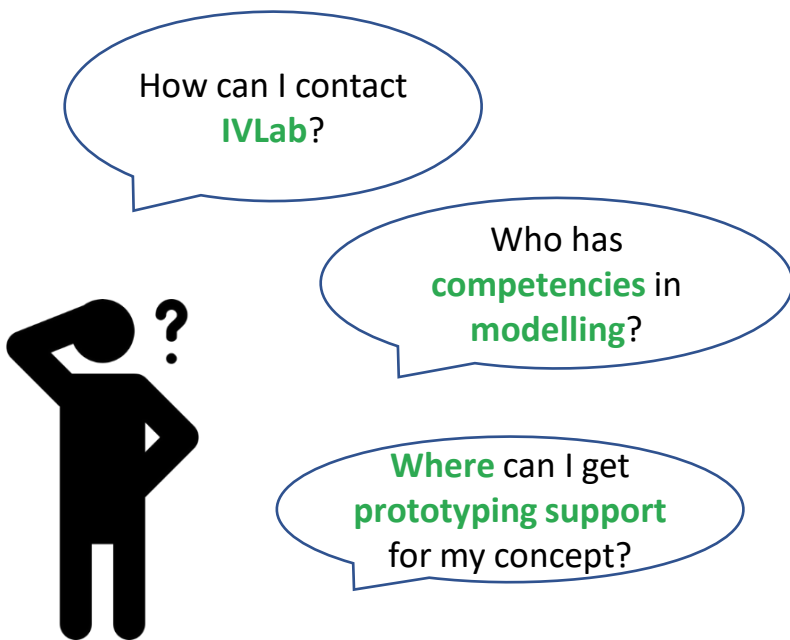 How can I contact
IVLab?
?
Who has
competencies in
modelling?
Where can I get
prototyping support
for my concept?